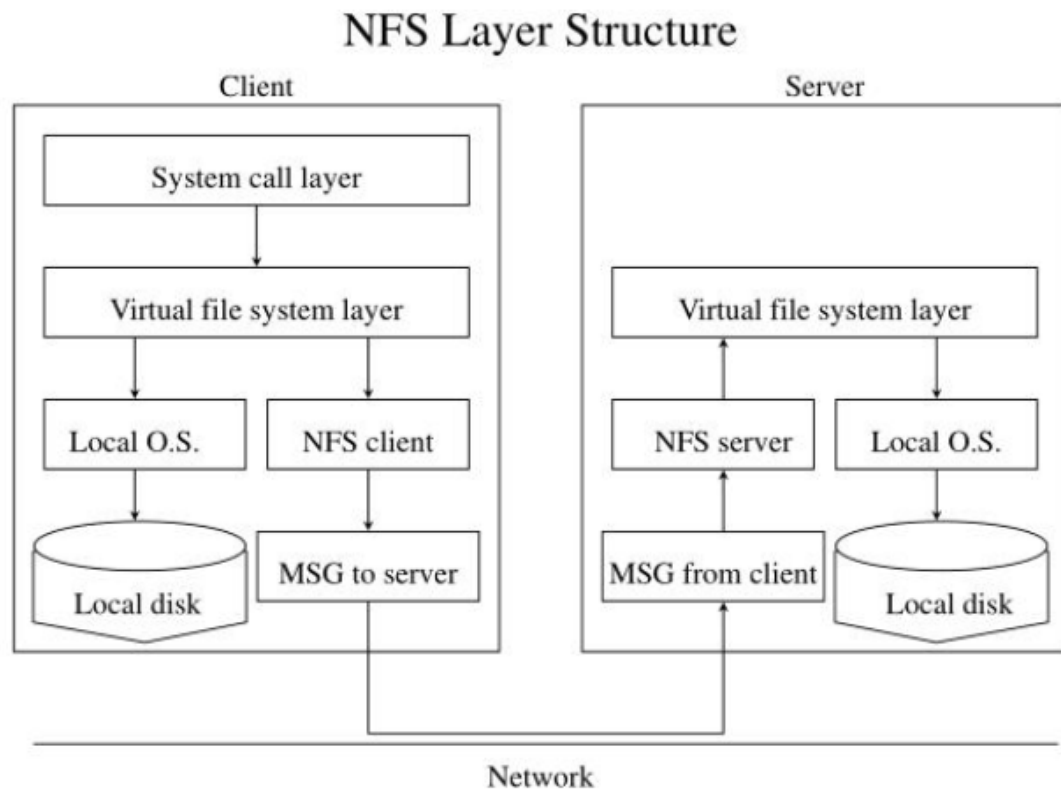 NFS Layer Structure
Client
Server
System call layer
Virtual file system layer
Virtual file system layer
Local O.S.
NFS client
NFS server
Local O.S.
Local disk
MSG to server
MSG from client
Local disk
Network